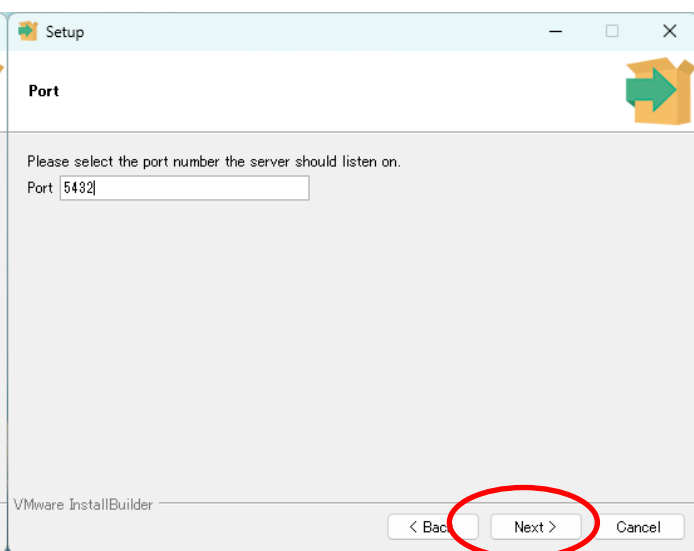 Setup
Port
Please select the port number the server should listen on.
Port 5432
VMware InstallBuilder
< Back Next > Cancel